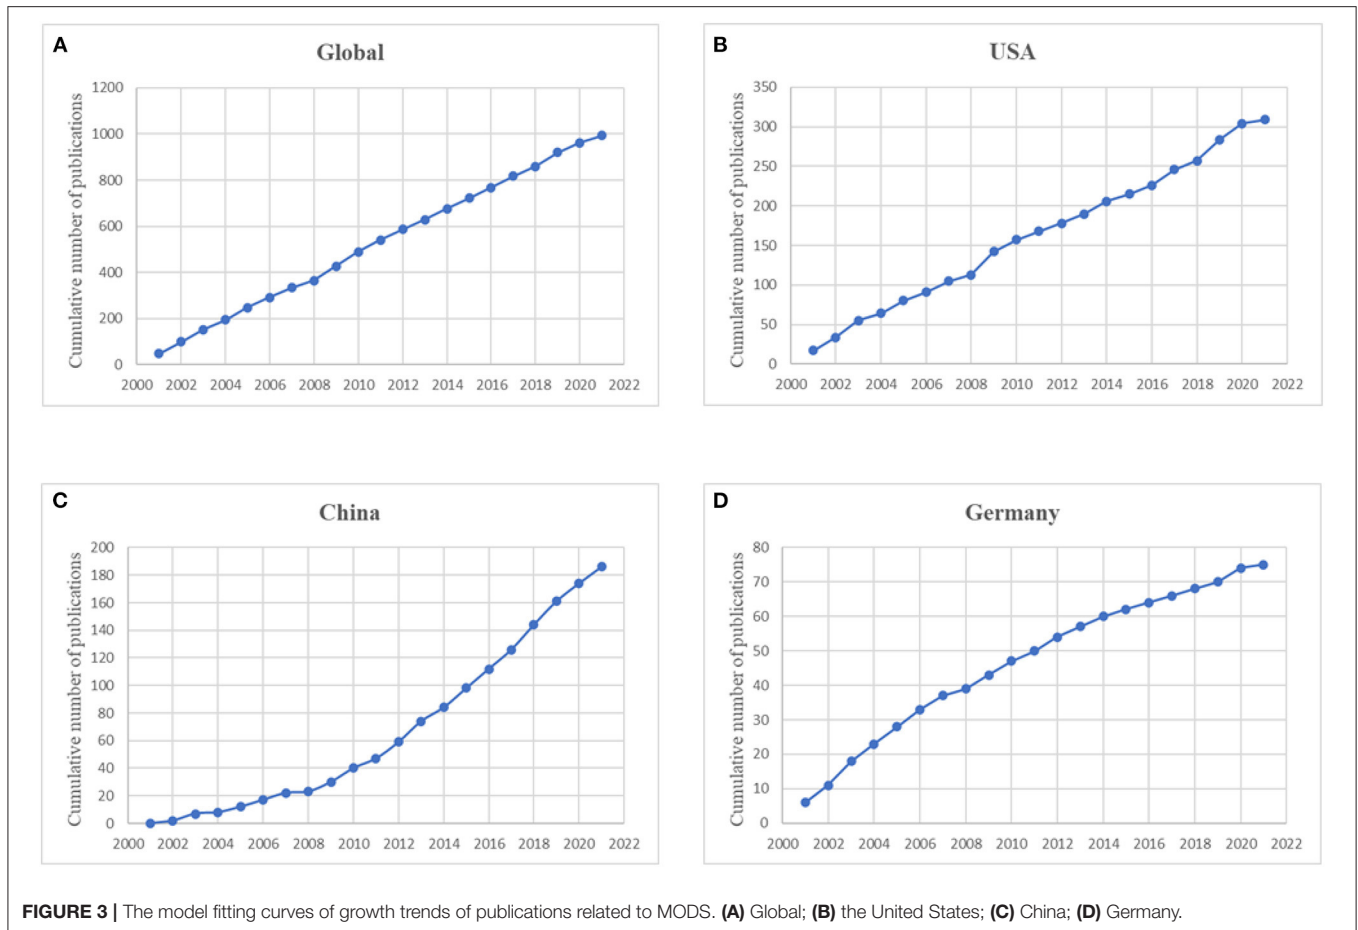 A
Global
Cumulative number of publications
1200
1000
800
600
400
200
0
2000 2002 2004 2006 2008 2010 2012 2014 2016 2018 2020 2022
B
USA
Cumulative number of publications
350
300
250
200
150
100
50
0
2000 2002 2004 2006 2008 2010 2012 2014 2016 2018 2020 2022
C
China
Cumulative number of publications
200
180
160
140
120
100
80
60
40
20
0
2000 2002 2004 2006 2008 2010 2012 2014 2016 2018 2020 2022
D
Germany
Cumulative number of publications
80
70
60
50
40
30
20
10
0
2000 2002 2004 2006 2008 2010 2012 2014 2016 2018 2020 2022
FIGURE 3 | The model fitting curves of growth trends of publications related to MODS. (A) Global; (B) the United States; (C) China; (D) Germany.